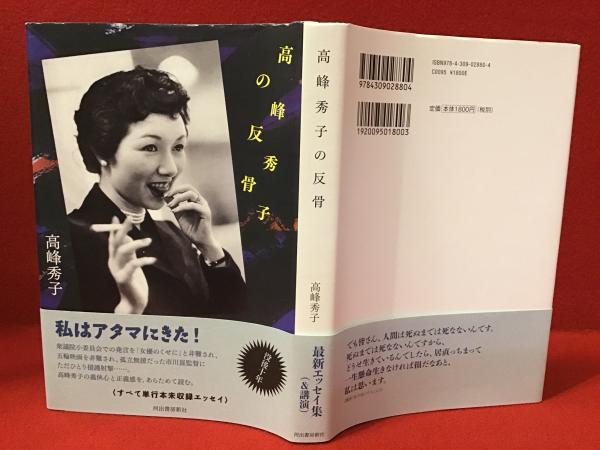 高峰秀子
の反骨
高峰秀子
私はアタマにきた!
衆議院小委員会での発言を「女優のくせに」と非難され、
五輪映画を非難され、孤立無援だった市川崑監督に
ただひとり援護射撃……。
高峰秀子の義侠心と正義感を、あらためて読む。
〈すべて単行本未収録エッセイ〉
河出書房新社
没後十年
高峰秀子の反骨
高峰秀子
最新エッセイ集
(&講演)
河出書房新社
9784309028804
1920095018003
ISBN978-4-309-02880-4
C0095 ¥1800E
定価 本体1800円(税別)
でも皆さん、人間は死ぬまでは死なないんです。
死ぬまでは死なないんですから、
どうせ生きているんでしたら、居直っちまって
一生懸命生きなければ損だなあと、
私は思います。